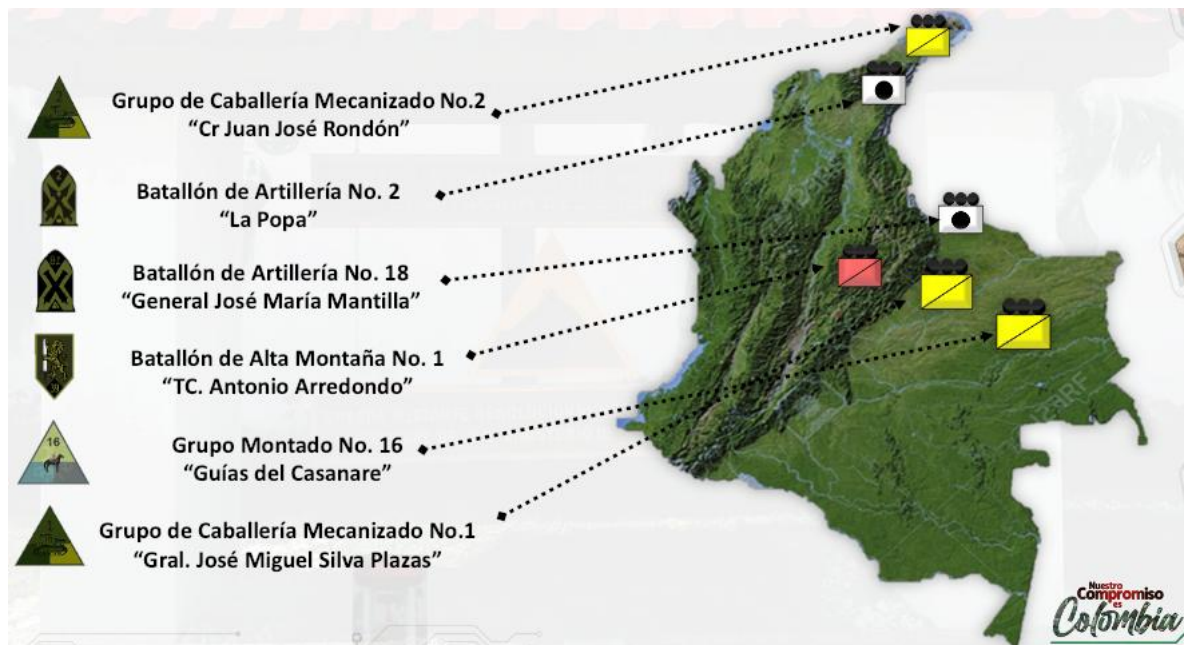 Grupo de Caballería Mecanizado No.2
“Cr Juan José Rondón”
2
Batallón de Artillería No. 2
“La Popa”
Batallón de Artillería No. 18
“General José María Mantilla”
Batallón de Alta Montaña No. 1
“TC. Antonio Arredondo”
16
Grupo Montado No. 16
“Guías del Casanare”
1
Grupo de Caballería Mecanizado No.1
“Gral. José Miguel Silva Plazas”
Nuestro
Compromiso
es
Colombia